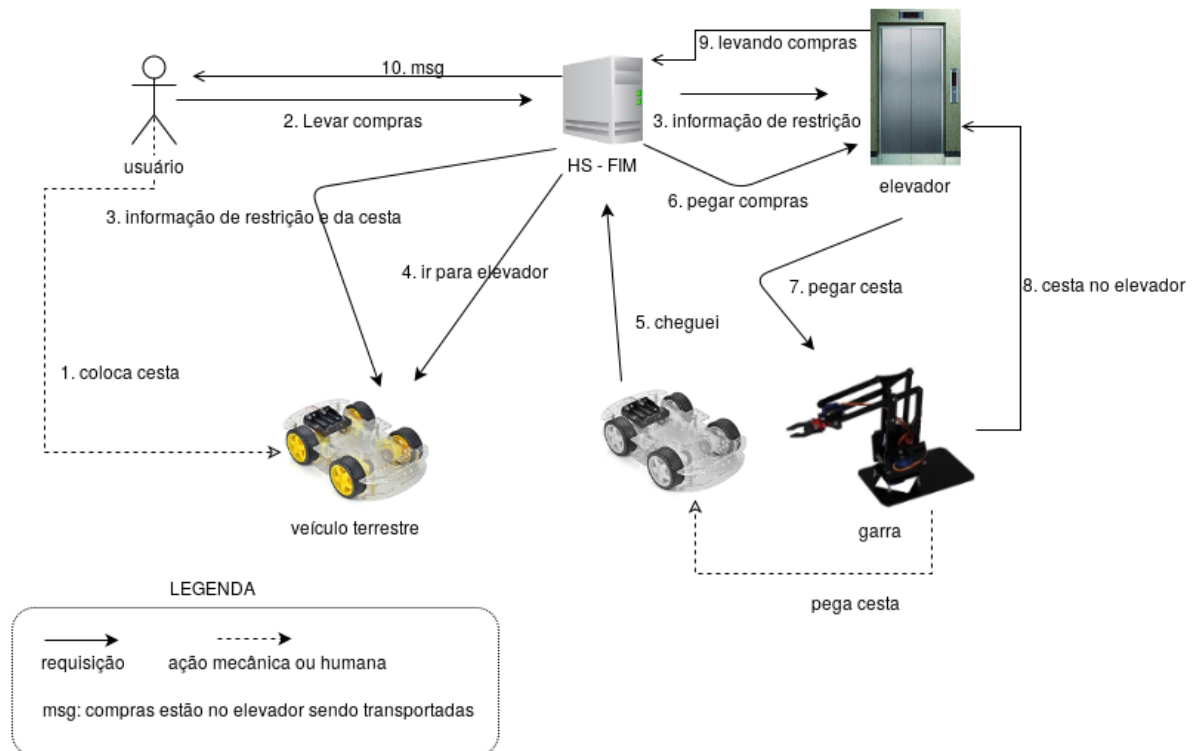 9. levando compras
10. msg
2. Levar compras
3. informação de restrição
usuário
HS - FIM
elevador
6. pegar compras
3. informação de restrição e da cesta
4. ir para elevador
7. pegar cesta
8. cesta no elevador
5. cheguei
1. coloca cesta
veículo terrestre
garra
pega cesta
LEGENDA
requisição
ação mecânica ou humana
msg: compras estão no elevador sendo transportadas